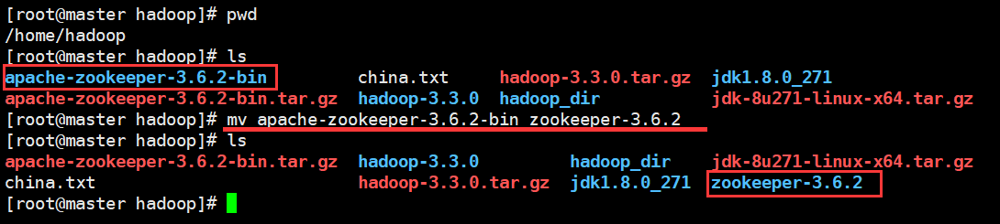 [root@master hadoop]# pwd
/home/hadoop
[root@master hadoop]# ls
apache-zookeeper-3.6.2-bin china.txt hadoop-3.3.0.tar.gz jdk1.8.0_271
apache-zookeeper-3.6.2-bin.tar.gz hadoop-3.3.0 hadoop_dir jdk-8u271-linux-x64.tar.gz
[root@master hadoop]# mv apache-zookeeper-3.6.2-bin zookeeper-3.6.2
[root@master hadoop]# ls
apache-zookeeper-3.6.2-bin.tar.gz hadoop-3.3.0 hadoop_dir jdk-8u271-linux-x64.tar.gz
china.txt hadoop-3.3.0.tar.gz jdk1.8.0_271 zookeeper-3.6.2
[root@master hadoop]#